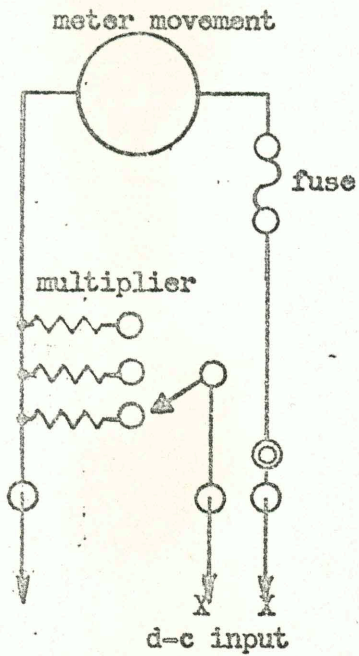 meter movement
fuse
multiplier
X X
d-c input